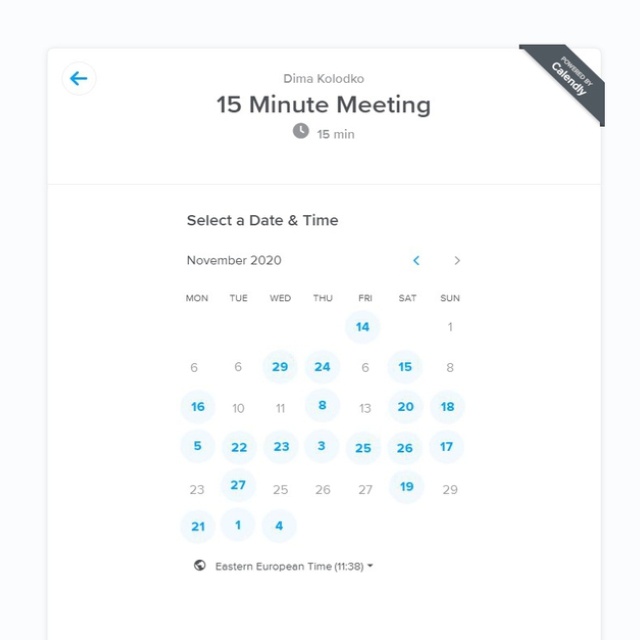 POWERED BY
Calendly
Dima Kolodko
15 Minute Meeting
15 min
Select a Date & Time
November 2020
MON TUE WED THU FRI SAT SUN
14 1
6 6 29 24 6 15 8
16 10 11 8 13 20 18
5 22 23 3 25 26 17
23 27 25 26 27 19 29
21 1 4
Eastern European Time (11:38)